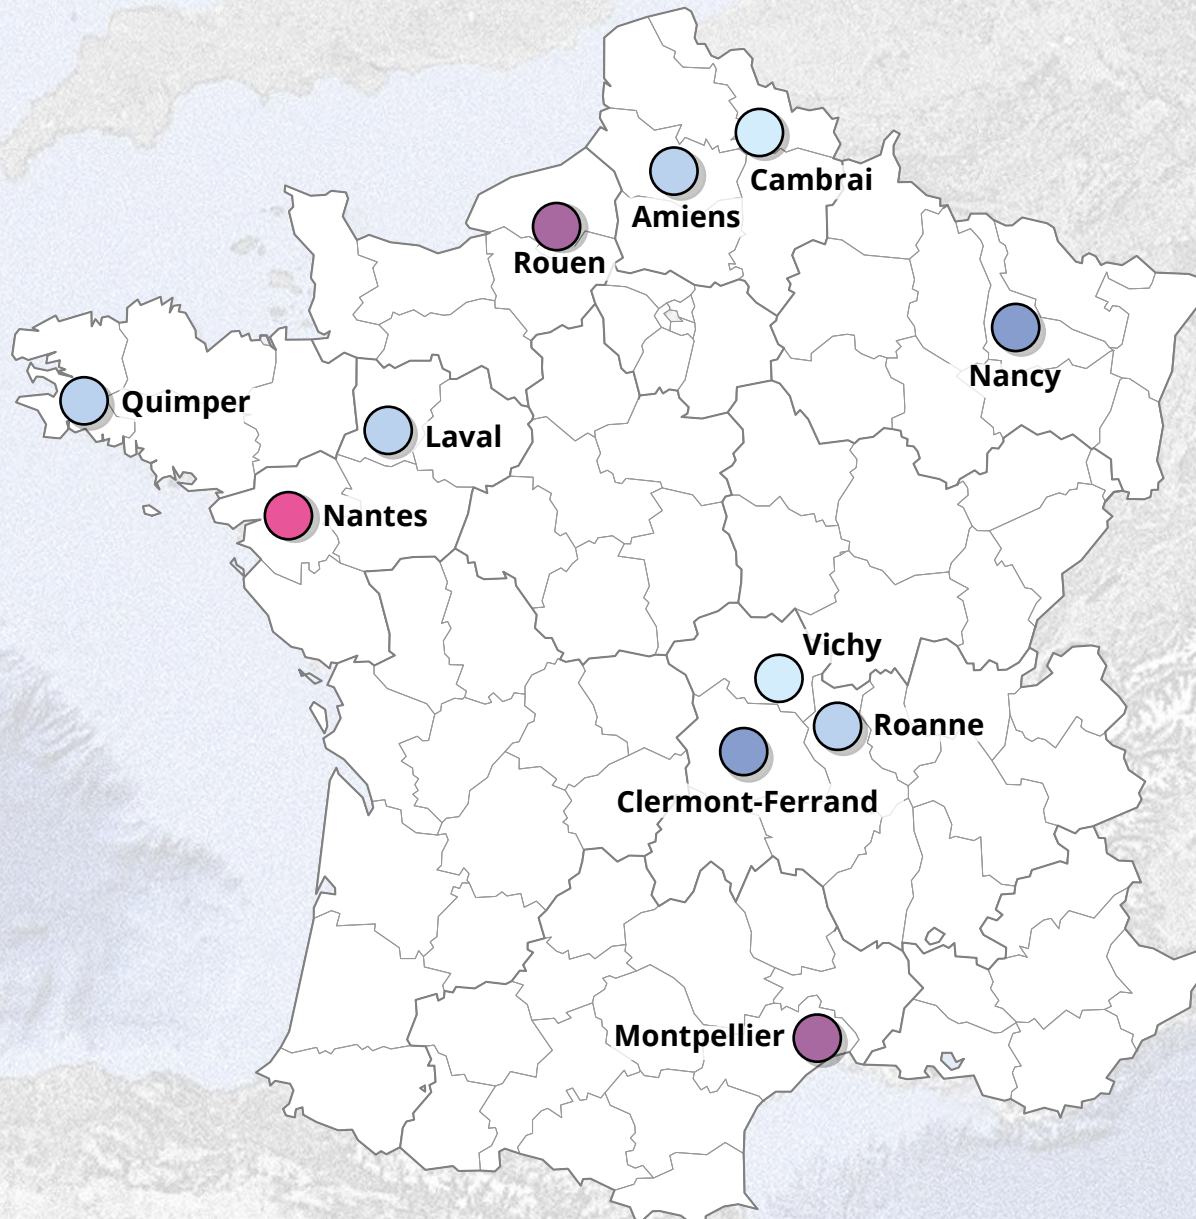 Cambrai
Amiens
Rouen
Nancy
Quimper
Laval
Nantes
Vichy
Roanne
Clermont-Ferrand
Montpellier